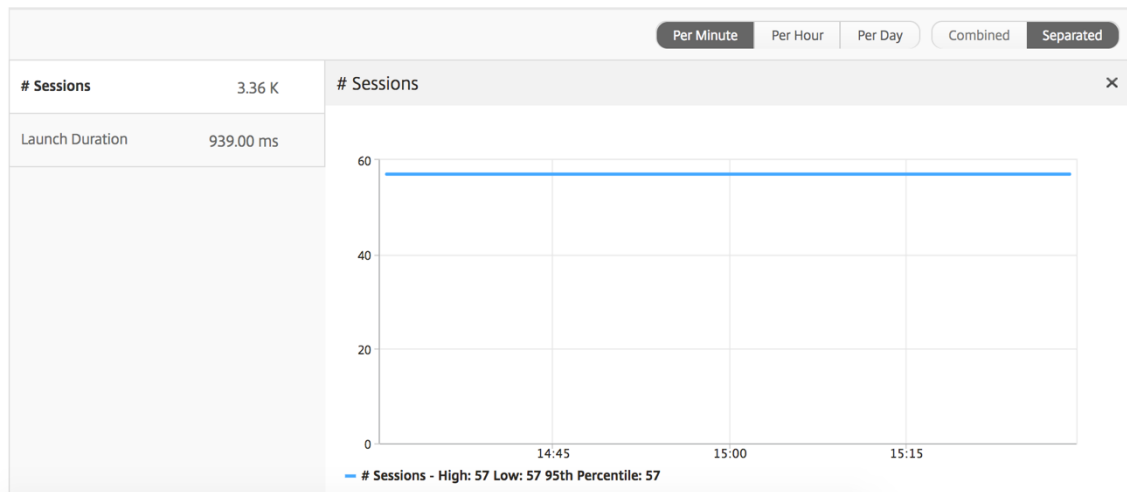 Per Minute Per Hour Per Day Combined Separated
# Sessions 3.36 K
Launch Duration 939.00 ms
# Sessions ×
60
40
20
0
14:45 15:00 15:15
# Sessions - High: 57 Low: 57 95th Percentile: 57